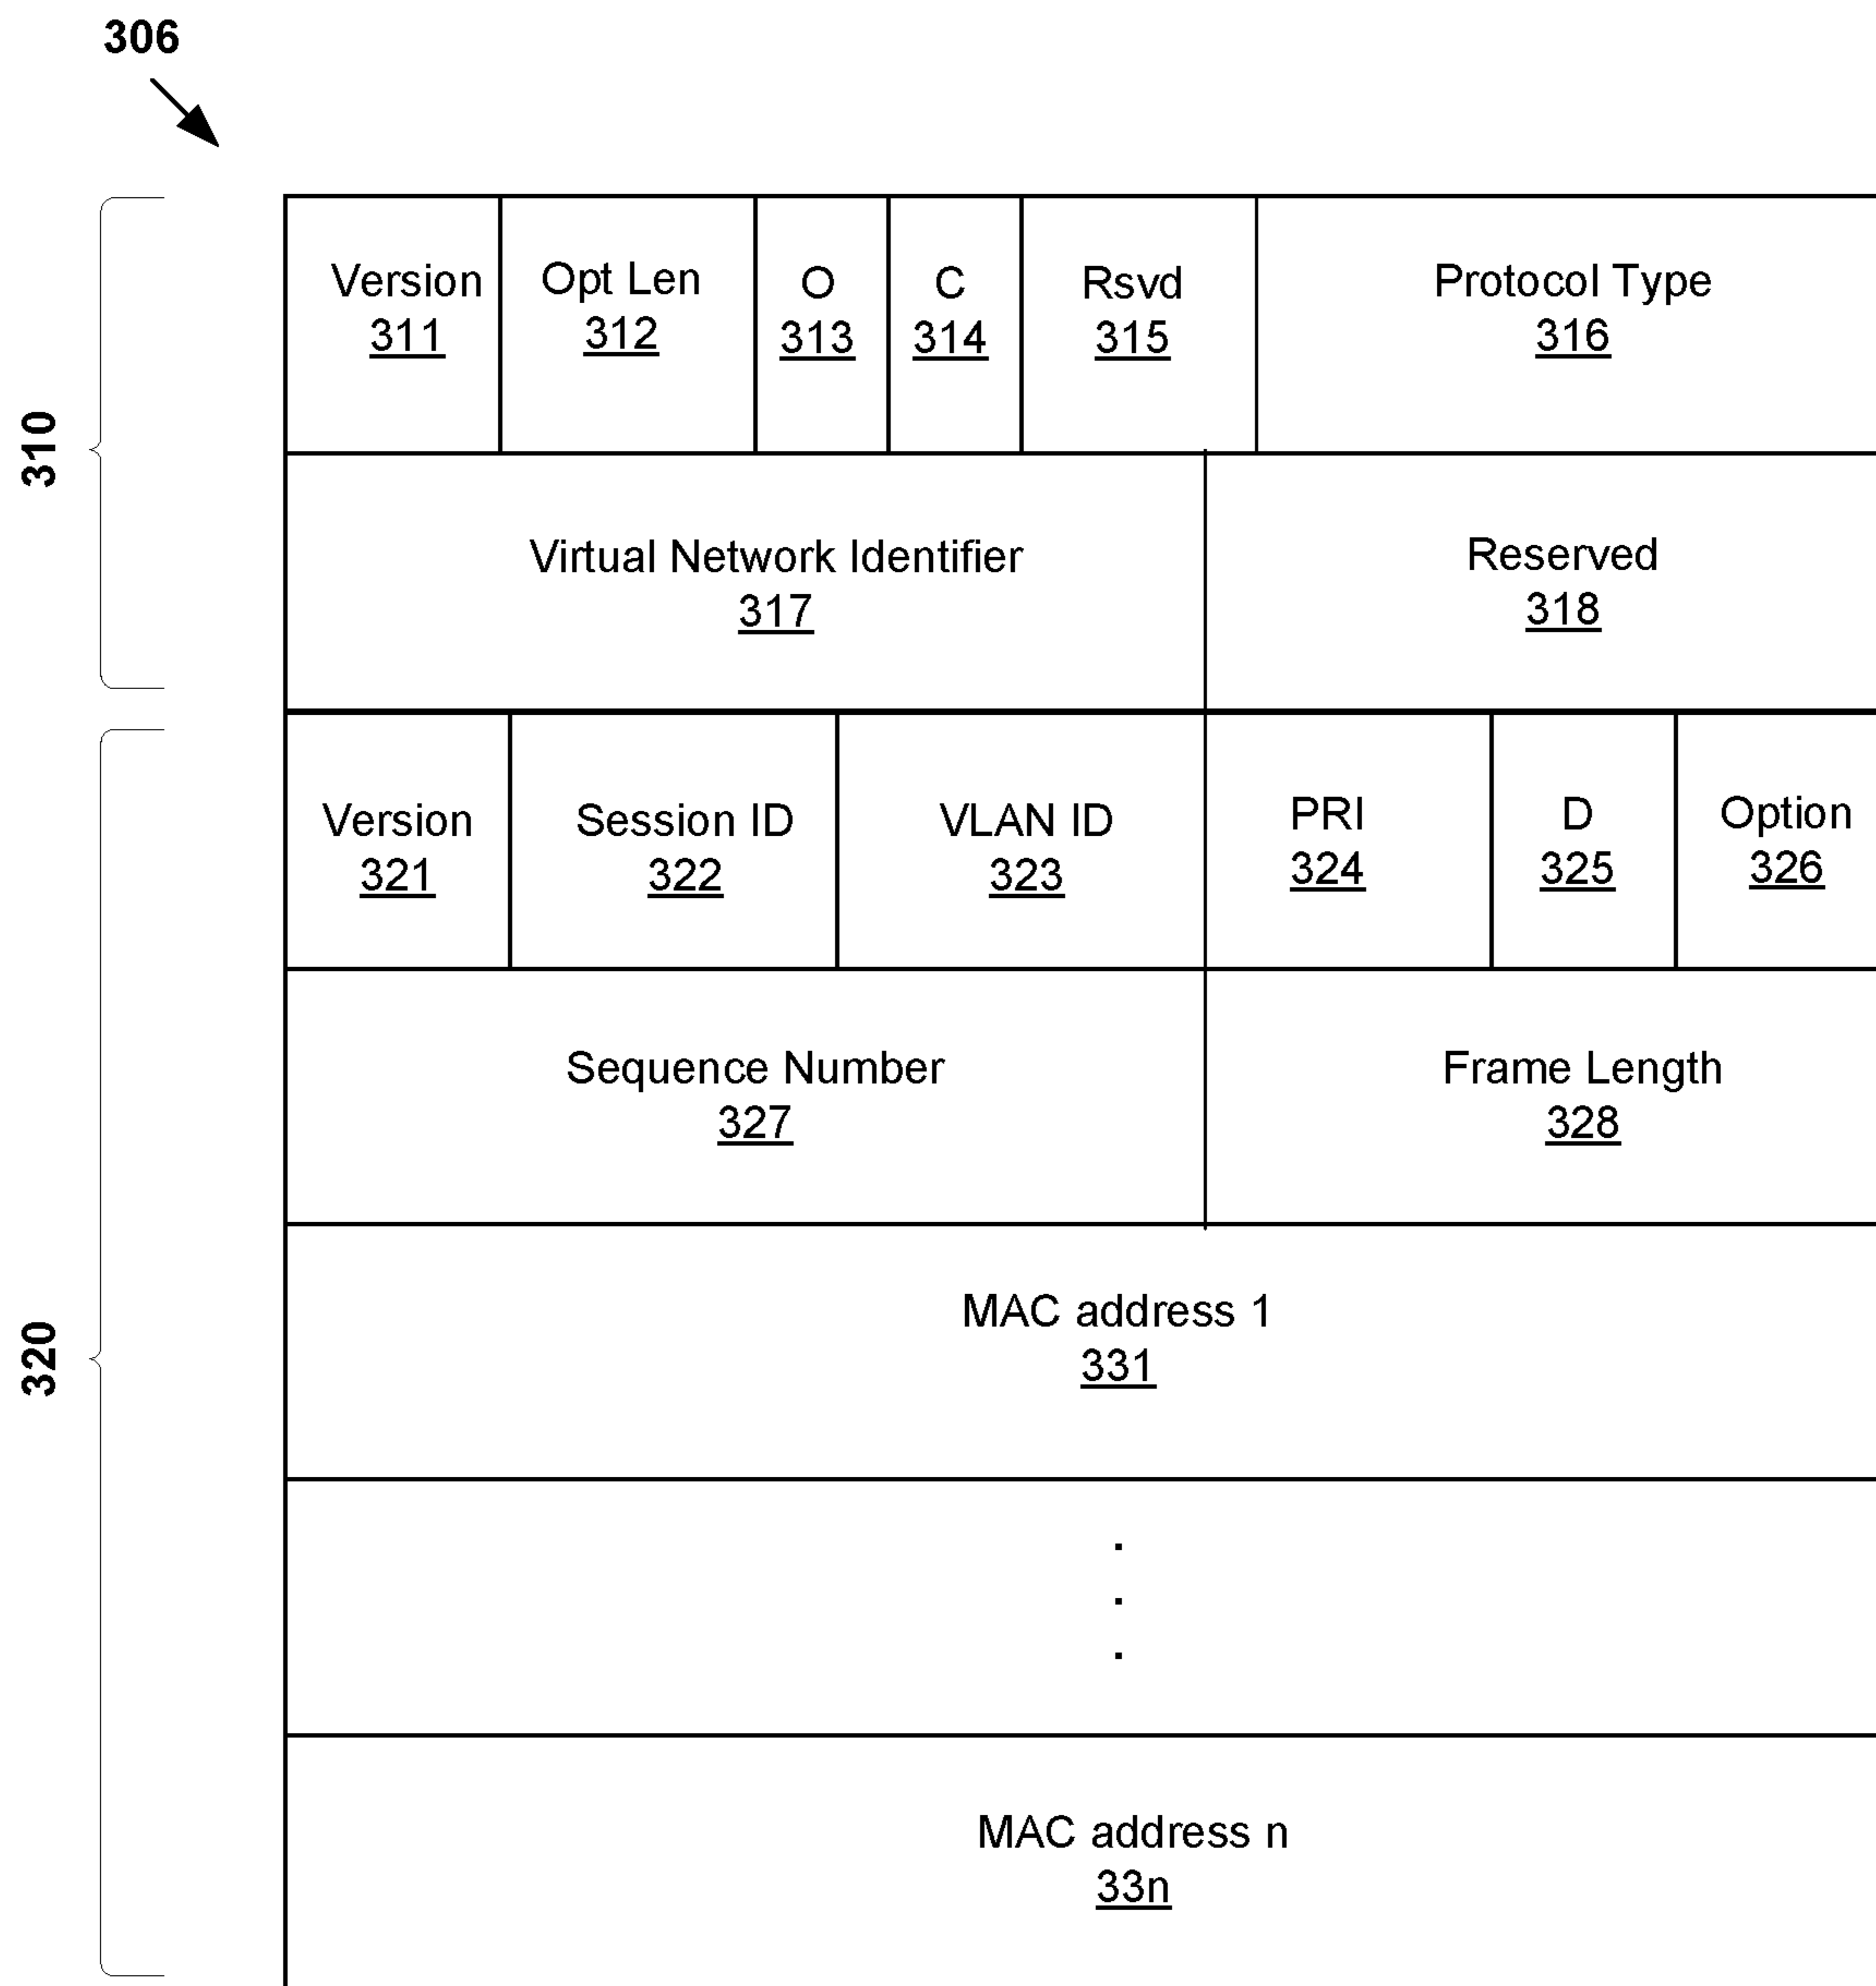 306
310
Version
311
Opt Len
312
O
313
C
314
Rsvd
315
Protocol Type
316
Virtual Network Identifier
317
Reserved
318
320
Version
321
Session ID
322
VLAN ID
323
PRI
324
D
325
Option
326
Sequence Number
327
Frame Length
328
MAC address 1
331
.
.
.
MAC address n
33n